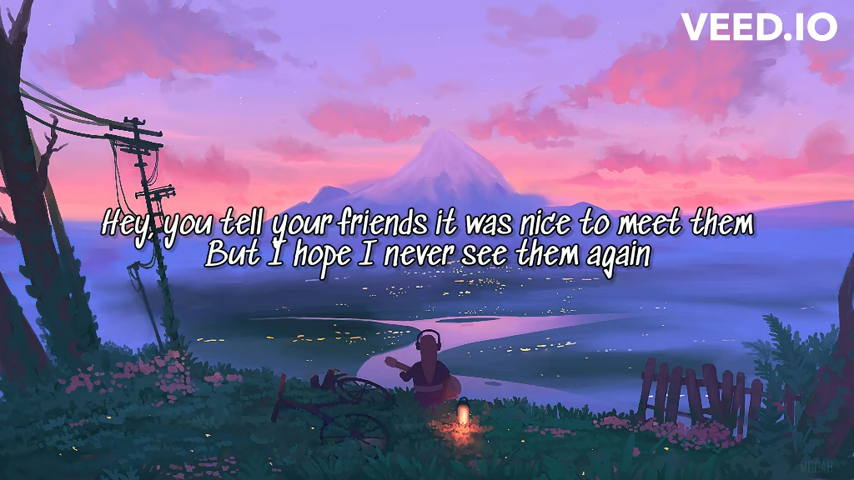 VEED.IO
Hey, you tell your friends it was nice to meet them
But I hope I never see them again